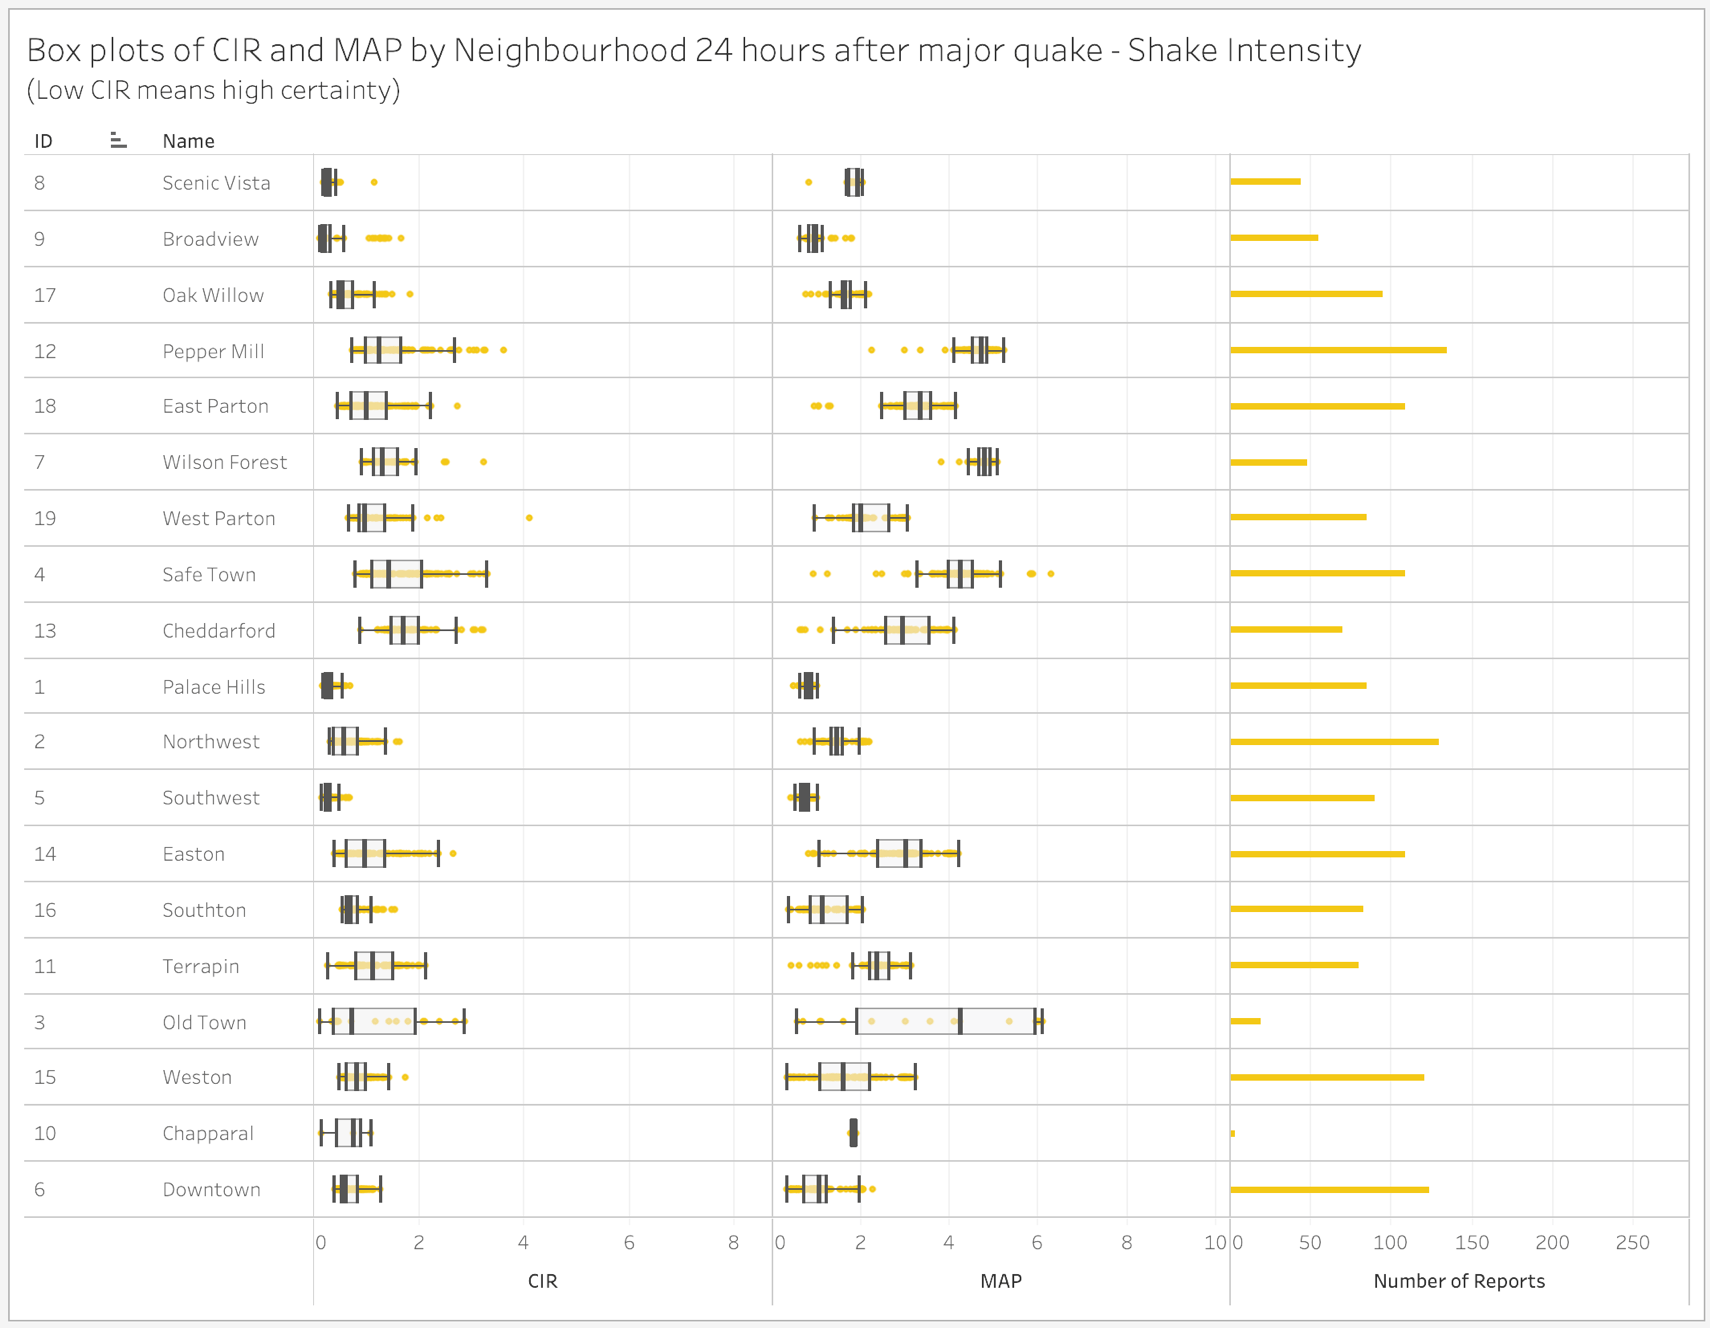 Box plots of CIR and MAP by Neighbourhood 24 hours after major quake - Shake Intensity
(Low CIR means high certainty)
ID Name
8 Scenic Vista
9 Broadview
17 Oak Willow
12 Pepper Mill
18 East Parton
7 Wilson Forest
19 West Parton
4 Safe Town
13 Cheddarford
1 Palace Hills
2 Northwest
5 Southwest
14 Easton
16 Southton
11 Terrapin
3 Old Town
15 Weston
10 Chapparal
6 Downtown
0 2 4 6 8 0 2 4 6 8 10 0 50 100 150 200 250
CIR MAP Number of Reports